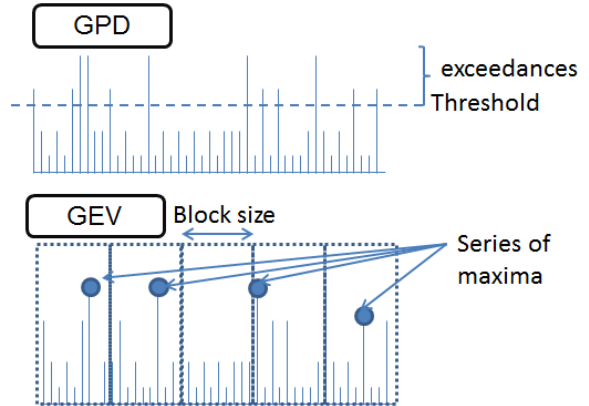 GPD
exceedances
Threshold
GEV
Block size
Series of
maxima